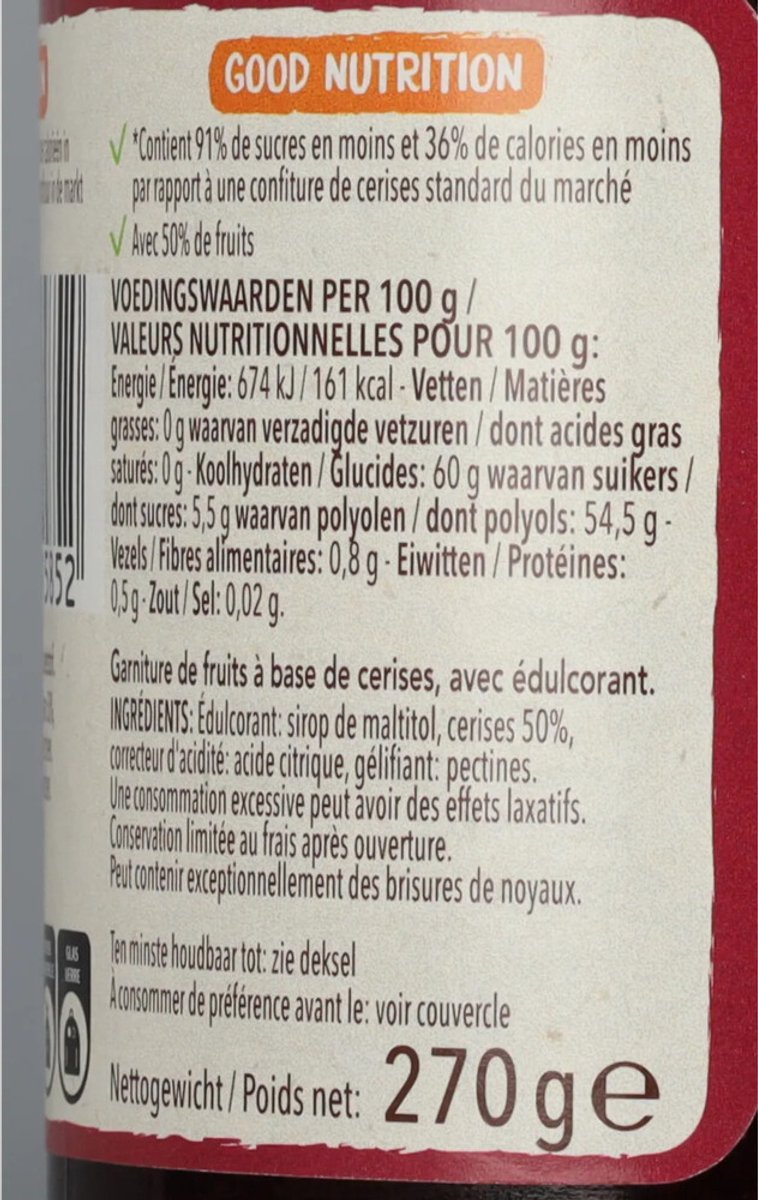 GOOD NUTRITION
*Contient 91% de sucres en moins et 36% de calories en moins
par rapport à une confiture de cerises standard du marché
Avec 50% de fruits
VOEDINGSWAARDEN PER 100 g /
VALEURS NUTRITIONNELLES POUR 100 g:
Energie / Énergie: 674 kJ / 161 kcal - Vetten / Matières
grasses: 0 g waarvan verzadigde vetzuren / dont acides gras
saturés: 0 g - Koolhydraten / Glucides: 60 g waarvan suikers /
dont sucres: 5,5 g waarvan polyolen / dont polyols: 54,5 g -
Vezels / Fibres alimentaires: 0,8 g - Eiwitten / Protéines:
0,5 g - Zout / Sel: 0,02 g.
Garniture de fruits à base de cerises, avec édulcorant.
INGRÉDIENTS: Édulcorant: sirop de maltitol, cerises 50%,
correcteur d'acidité: acide citrique, gélifiant: pectines.
Une consommation excessive peut avoir des effets laxatifs.
Conservation limitée au frais après ouverture.
Peut contenir exceptionnellement des brisures de noyaux.
Ten minste houdbaar tot: zie deksel
À consommer de préférence avant le: voir couvercle
Nettogewicht / Poids net: 270 g e
de markt
5852
GLAS
VERRE